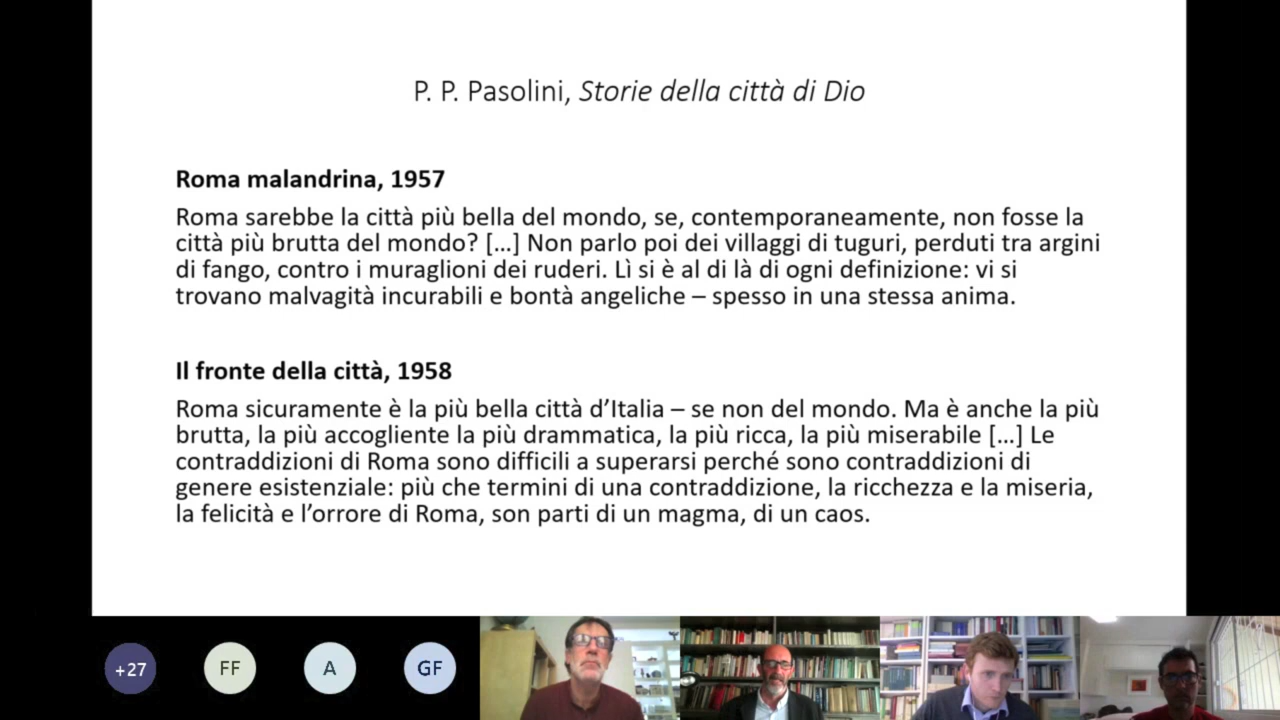 P. P. Pasolini, Storie della città di Dio
Roma malandrina, 1957
Roma sarebbe la città più bella del mondo, se, contemporaneamente, non fosse la
città più brutta del mondo? […] Non parlo poi dei villaggi di tuguri, perduti tra argini
di fango, contro i muraglioni dei ruderi. Lì si è al di là di ogni definizione: vi si
trovano malvagità incurabili e bontà angeliche – spesso in una stessa anima.
Il fronte della città, 1958
Roma sicuramente è la più bella città d’Italia – se non del mondo. Ma è anche la più
brutta, la più accogliente la più drammatica, la più ricca, la più miserabile […] Le
contraddizioni di Roma sono difficili a superarsi perché sono contraddizioni di
genere esistenziale: più che termini di una contraddizione, la ricchezza e la miseria,
la felicità e l’orrore di Roma, son parti di un magma, di un caos.
+27 FF A GF